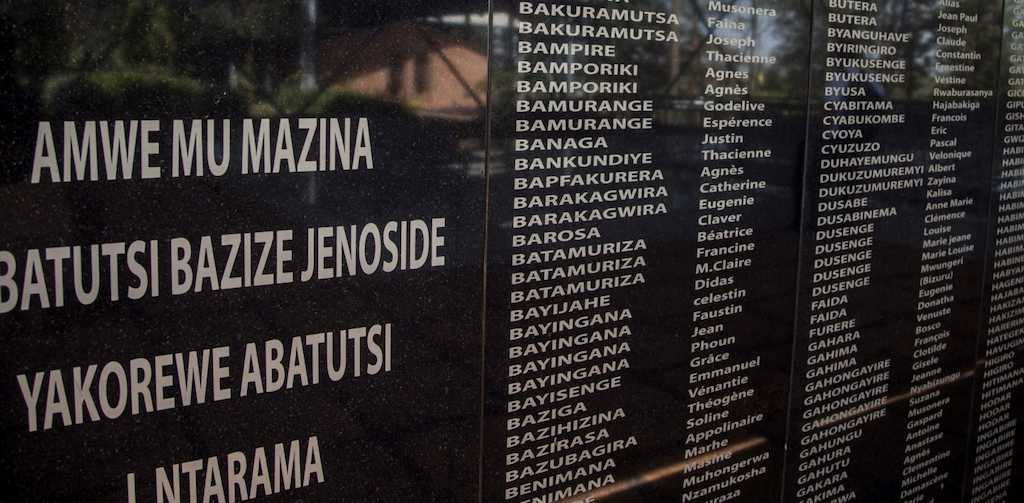 AMWE MU MAZINA
BATUTSI BAZIZE JENOSIDE
YAKOREWE ABATUTSI
I NTARAMA
BAKURAMUTSA
BAKURAMUTSA
BAMPIRE
BAMPORIKI
BAMPORIKI
BAMURANGE
BAMURANGE
BANAGA
BANKUNDIYE
BAPFAKURERA
BARAKAGWIRA
BARAKAGWIRA
BAROSA
BATAMURIZA
BATAMURIZA
BATAMURIZA
BAYIJAHE
BAYINGANA
BAYINGANA
BAYINGANA
BAYINGANA
BAYISENGE
BAZIGA
BAZIHIZINA
BAZIRASA
BAZUBAGIRA
BENIMANA
BENIMANA
Musonera
Faina
Joseph
Thacienne
Agnes
Agnès
Godelive
Espérence
Justin
Thacienne
Agnès
Catherine
Eugenie
Claver
Béatrice
Francine
M.Claire
Didas
celestin
Faustin
Jean
Phoun
Grâce
Emmanuel
Vénantie
Théogène
Soline
Appolinaire
Marhe
Masine
Muhongerwa
Nzamukosha
BUTERA
BUTERA
BYANGUHAVE
BYIRINGIRO
BYUKUSENGE
BYUKUSENGE
BYUSA
CYABITAMA
CYABUKOMBE
CYOYA
CYUZUZO
DUHAYEMUNGU
DUKUZUMUREMYI
DUKUZUMUREMYI
DUSABE
DUSABINEMA
DUSENGE
DUSENGE
DUSENGE
DUSENGE
FAIDA
FAIDA
FURERE
GAHARA
GAHIMA
GAHONGAYIRE
GAHONGAYIRE
GAHONGAYIRE
GAHONGAYIRE
GAHUNGU
GAHUTU
GAKARA
GAKIMA
Alias
Jean Paul
Joseph
Claude
Constantin
Ernestine
Vestine
Rwaburasanya
Hajabakiga
Francois
Eric
Pascal
Velonique
Albert
Zayina
Kalisa
Anne Marie
Clémence
Louise
Marie jeane
Marie Louise
Mwungeri
(Bizuru)
Eugenie
Donatha
Venuste
Bosco
François
Clotilde
Gisele
Jeanne
Nyabizungu
Suzana
Musonera
Gaspard
Antoine
Anastase
Agnès
Clementine
Michelle